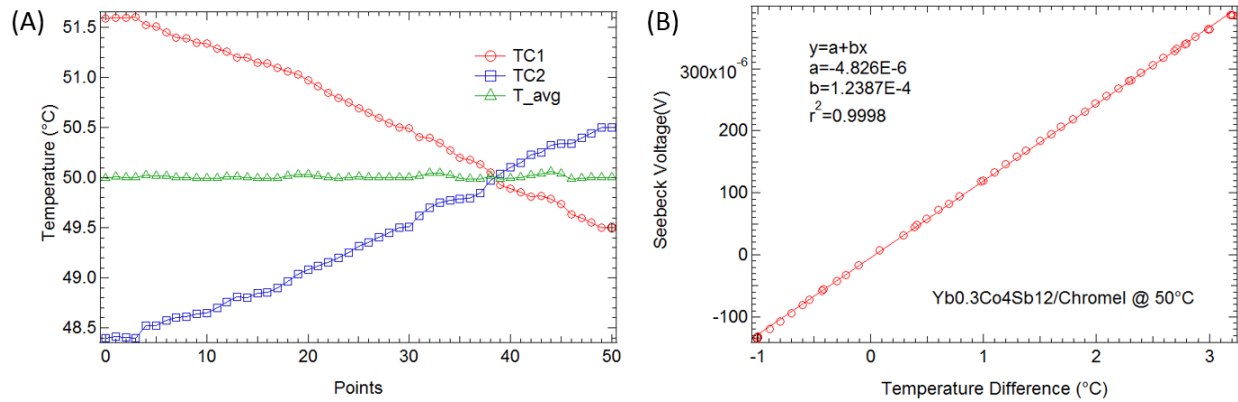 (A)
51.5
51.0
50.5
50.0
49.5
49.0
48.5
Temperature (°C)
TC1
TC2
T_avg
0
10
20
30
40
50
Points
(B)
300x10⁻⁶
200
100
0
-100
Seebeck Voltage(V)
y=a+bx
a=-4.826E-6
b=1.2387E-4
r²=0.9998
Yb0.3Co4Sb12/Chromel @ 50°C
-1
0
1
2
3
Temperature Difference (°C)